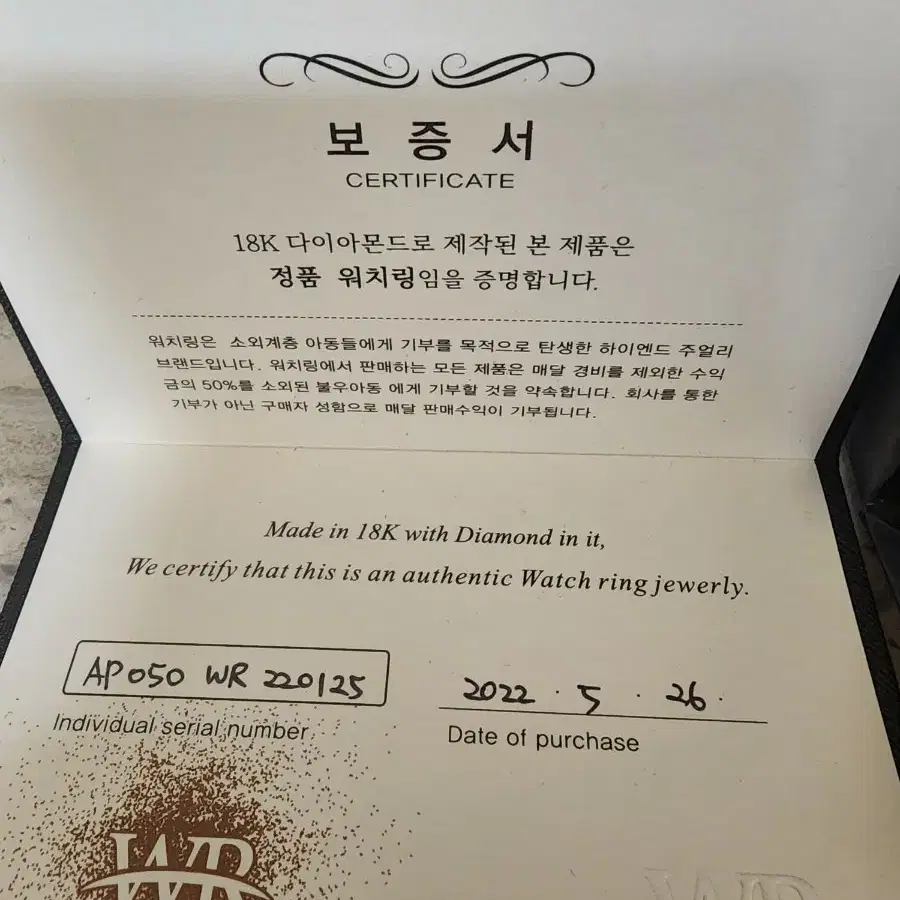 보증서
CERTIFICATE
18K 다이아몬드로 제작된 본 제품은
정품 워치링임을 증명합니다.
워치링은 소외계층 아동들에게 기부를 목적으로 탄생한 하이엔드 주얼리
브랜드입니다. 워치링에서 판매하는 모든 제품은 매달 경비를 제외한 수익
금의 50%를 소외된 불우아동 에게 기부할 것을 약속합니다. 회사를 통한
기부가 아닌 구매자 성함으로 매달 판매수익이 기부됩니다.
Made in 18K with Diamond in it,
We certify that this is an authentic Watch ring jewerly.
AP050 WR 220125
2022 . 5 . 26.
Individual serial number
Date of purchase
WR